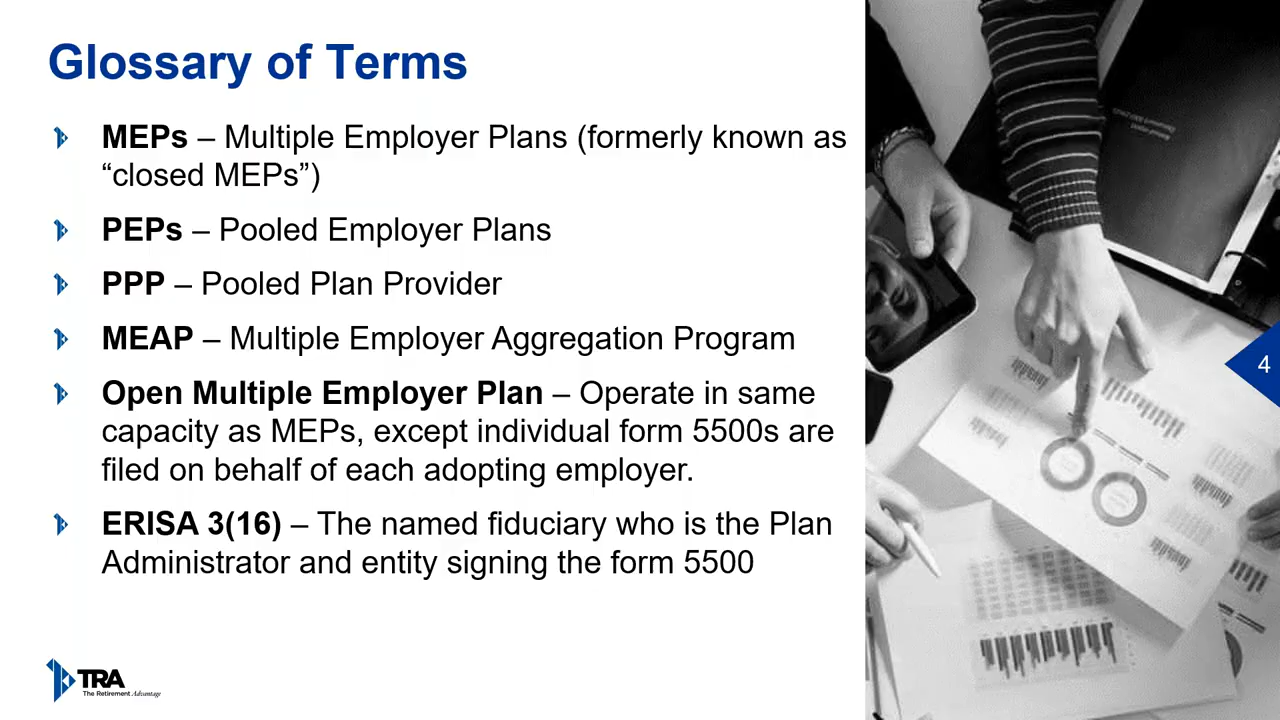 Glossary of Terms
MEPs – Multiple Employer Plans (formerly known as
“closed MEPs”)
PEPs – Pooled Employer Plans
PPP – Pooled Plan Provider
MEAP – Multiple Employer Aggregation Program
Open Multiple Employer Plan – Operate in same
capacity as MEPs, except individual form 5500s are
filed on behalf of each adopting employer.
ERISA 3(16) – The named fiduciary who is the Plan
Administrator and entity signing the form 5500
4
TRA
The Retirement Advantage